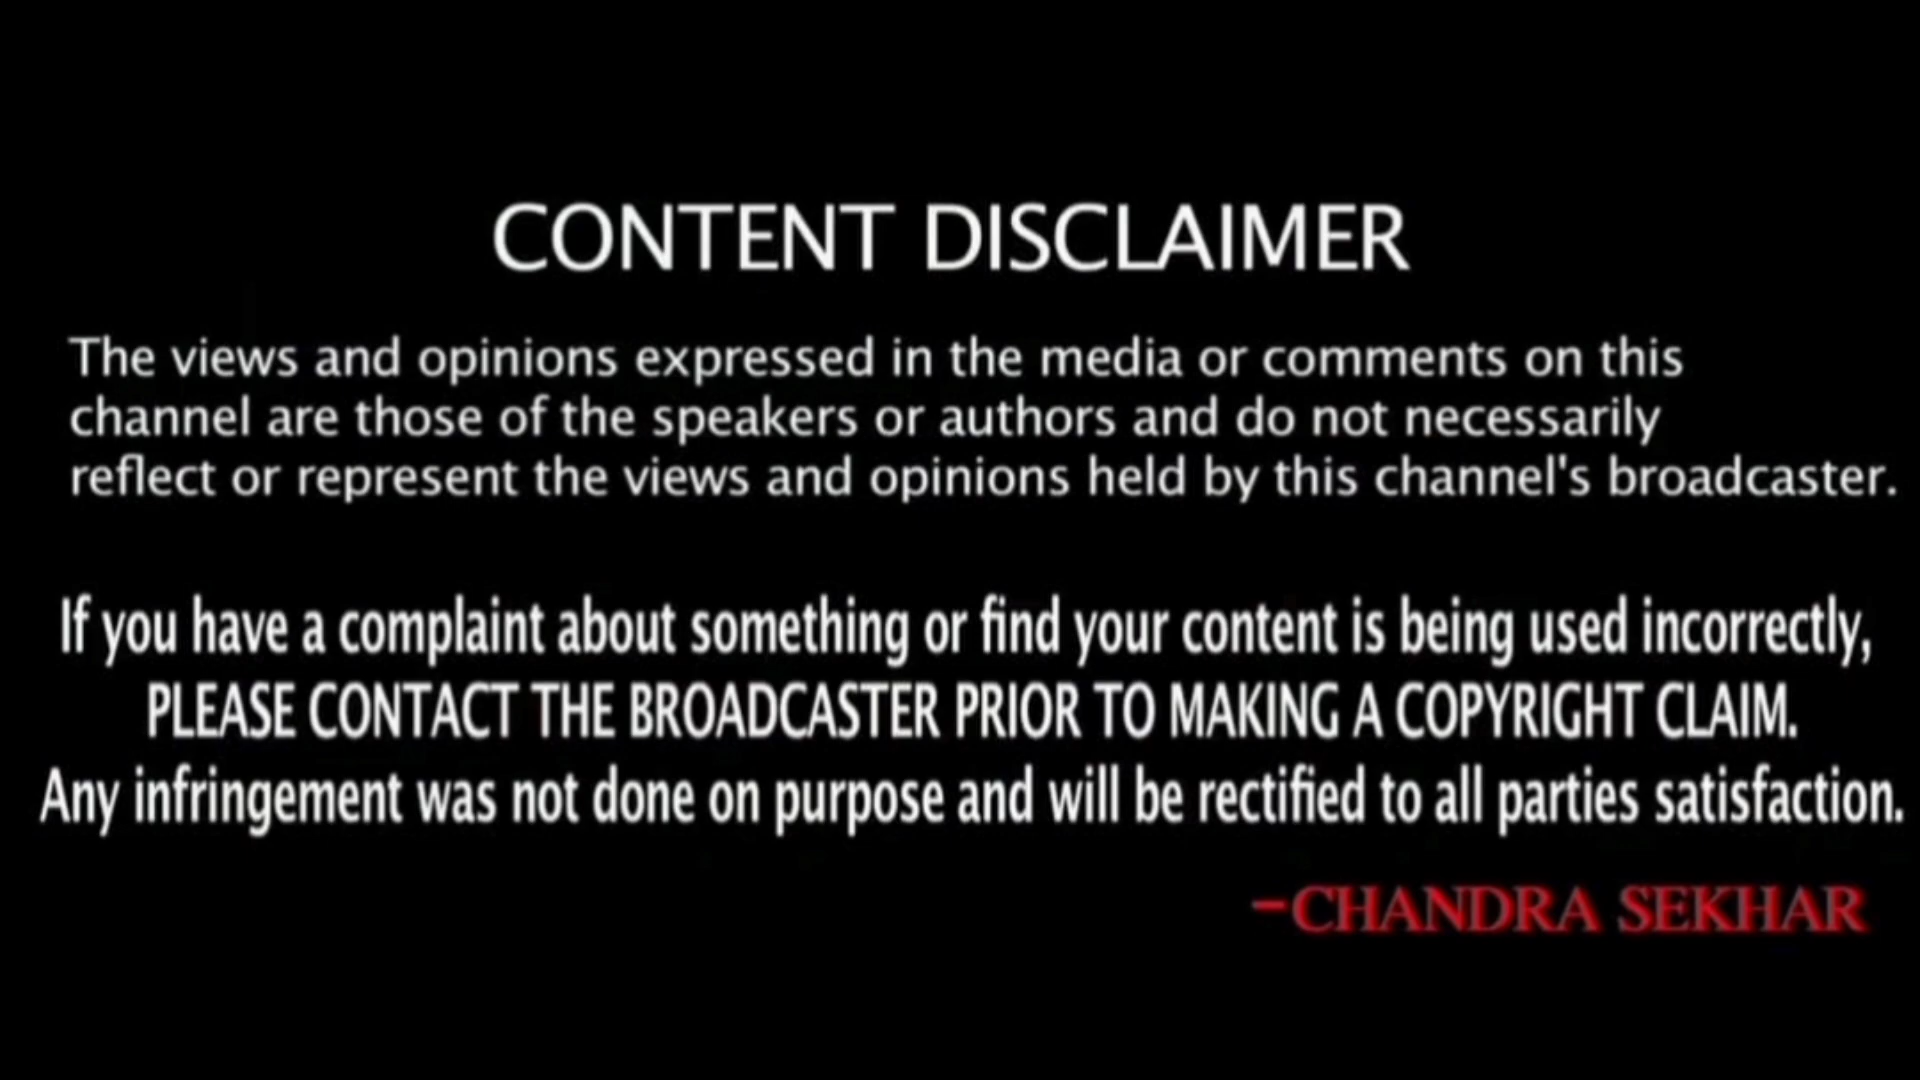 CONTENT DISCLAIMER
The views and opinions expressed in the media or comments on this
channel are those of the speakers or authors and do not necessarily
reflect or represent the views and opinions held by this channel's broadcaster.
If you have a complaint about something or find your content is being used incorrectly,
PLEASE CONTACT THE BROADCASTER PRIOR TO MAKING A COPYRIGHT CLAIM.
Any infringement was not done on purpose and will be rectified to all parties satisfaction.
-CHANDRA SEKHAR